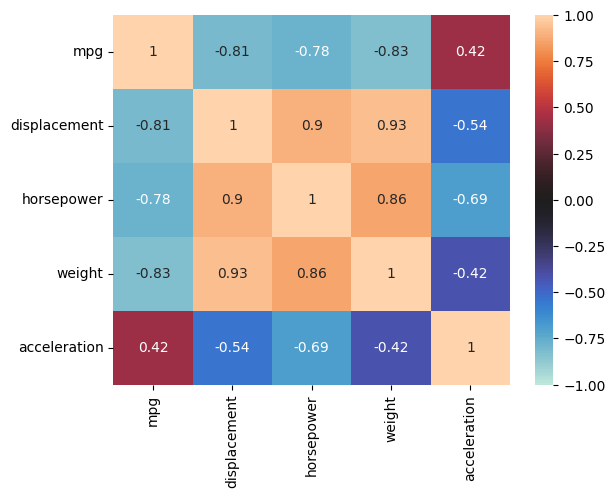 mpg 1 -0.81 -0.78 -0.83 0.42
displacement -0.81 1 0.9 0.93 -0.54
horsepower -0.78 0.9 1 0.86 -0.69
weight -0.83 0.93 0.86 1 -0.42
acceleration 0.42 -0.54 -0.69 -0.42 1
mpg displacement horsepower weight acceleration
1.00
0.75
0.50
0.25
0.00
−0.25
−0.50
−0.75
−1.00